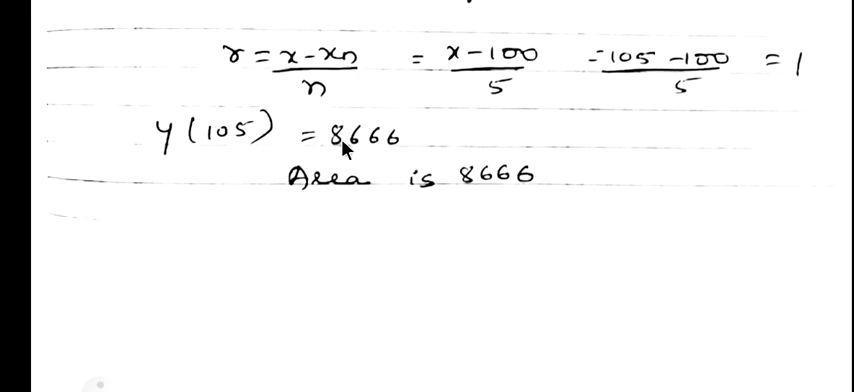 r = x - xn / n = x - 100 / 5 = 105 - 100 / 5 = 1
y (105) = 8666
Area is 8666